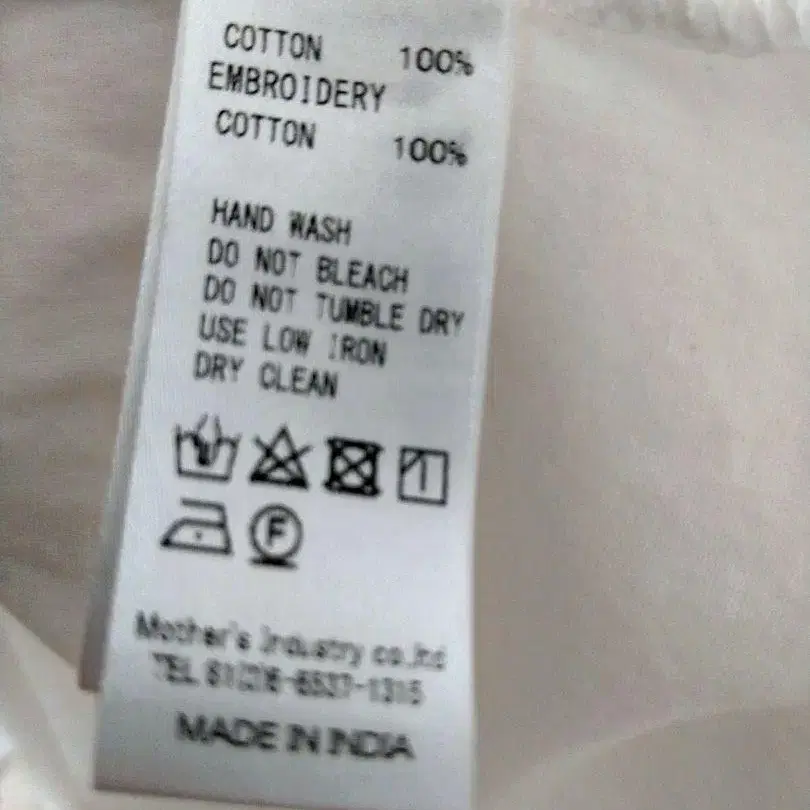 COTTON 100%
EMBROIDERY
COTTON 100%
HAND WASH
DO NOT BLEACH
DO NOT TUMBLE DRY
USE LOW IRON
DRY CLEAN
F
Mother's Industry co.ltd
TEL
MADE IN INDIA